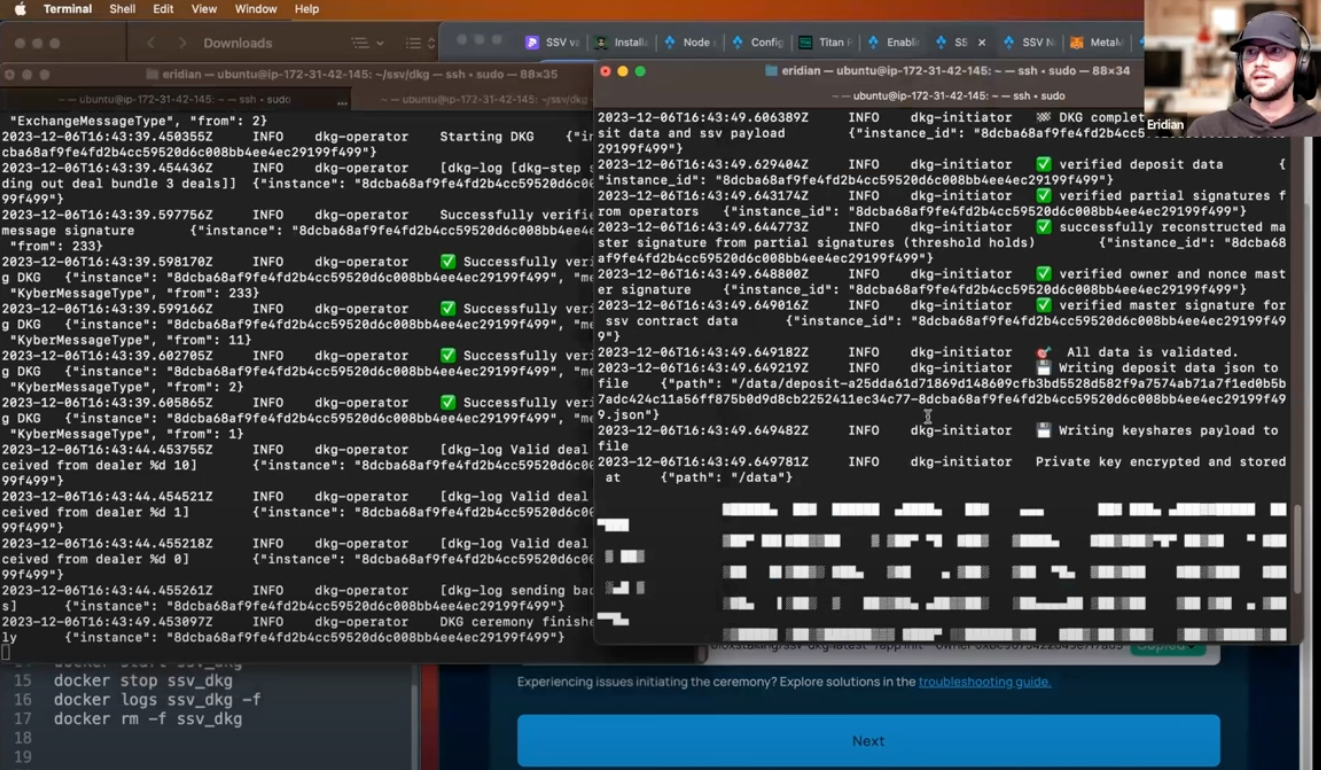 Terminal Shell Edit View Window Help
Downloads
SSV va
Installa
Node
Config
Titan
Enabli
SSV N
MetaM
eridian — ubuntu@ip-172-31-42-145: ~/ssv/dkg — ssh • sudo — 88×35
~ — ubuntu@ip-172-31-42-145: ~ — ssh • sudo
... ~ — ubuntu@ip-172-31-42-145: ~/ssv/dkg
"ExchangeMessageType", "from": 2}
2023-12-06T16:43:39.450355Z INFO dkg-operator Starting DKG {"in
cba68af9fe4fd2b4cc59520d6c008bb4ee4ec29199f499"}
2023-12-06T16:43:39.454436Z INFO dkg-operator [dkg-log [dkg-step s
ding out deal bundle 3 deals]] {"instance": "8dcba68af9fe4fd2b4cc59520d6c00
99f499"}
2023-12-06T16:43:39.597756Z INFO dkg-operator Successfully verifie
message signature {"instance": "8dcba68af9fe4fd2b4cc59520d6c008bb4ee4ec
"from": 233}
2023-12-06T16:43:39.598170Z INFO dkg-operator ✅ Successfully veri
g DKG {"instance": "8dcba68af9fe4fd2b4cc59520d6c008bb4ee4ec29199f499", "me
"KyberMessageType", "from": 233}
2023-12-06T16:43:39.599166Z INFO dkg-operator ✅ Successfully veri
g DKG {"instance": "8dcba68af9fe4fd2b4cc59520d6c008bb4ee4ec29199f499", "me
"KyberMessageType", "from": 11}
2023-12-06T16:43:39.602705Z INFO dkg-operator ✅ Successfully veri
g DKG {"instance": "8dcba68af9fe4fd2b4cc59520d6c008bb4ee4ec29199f499", "me
"KyberMessageType", "from": 2}
2023-12-06T16:43:39.605865Z INFO dkg-operator ✅ Successfully veri
g DKG {"instance": "8dcba68af9fe4fd2b4cc59520d6c008bb4ee4ec29199f499", "me
"KyberMessageType", "from": 1}
2023-12-06T16:43:44.453755Z INFO dkg-operator [dkg-log Valid deal
ceived from dealer %d 10] {"instance": "8dcba68af9fe4fd2b4cc59520d6c00
99f499"}
2023-12-06T16:43:44.454521Z INFO dkg-operator [dkg-log Valid deal
ceived from dealer %d 1] {"instance": "8dcba68af9fe4fd2b4cc59520d6c00
99f499"}
2023-12-06T16:43:44.455218Z INFO dkg-operator [dkg-log Valid deal
ceived from dealer %d 0] {"instance": "8dcba68af9fe4fd2b4cc59520d6c00
99f499"}
2023-12-06T16:43:44.455261Z INFO dkg-operator [dkg-log sending bac
s] {"instance": "8dcba68af9fe4fd2b4cc59520d6c008bb4ee4ec29199f499"}
2023-12-06T16:43:49.453097Z INFO dkg-operator DKG ceremony finishe
ly {"instance": "8dcba68af9fe4fd2b4cc59520d6c008bb4ee4ec29199f499"}
eridian — ubuntu@ip-172-31-42-145: ~ — ssh • sudo — 88×34
~ — ubuntu@ip-172-31-42-145: ~ — ssh • sudo
2023-12-06T16:43:49.606389Z INFO dkg-initiator 🏁 DKG complet
sit data and ssv payload {"instance_id": "8dcba68af9fe4fd2b4cc59520d6c008bb4ee4ec
29199f499"}
2023-12-06T16:43:49.629404Z INFO dkg-initiator ✅ verified deposit data {
"instance_id": "8dcba68af9fe4fd2b4cc59520d6c008bb4ee4ec29199f499"}
2023-12-06T16:43:49.643174Z INFO dkg-initiator ✅ verified partial signatures f
rom operators {"instance_id": "8dcba68af9fe4fd2b4cc59520d6c008bb4ee4ec29199f499"}
2023-12-06T16:43:49.644773Z INFO dkg-initiator ✅ successfully reconstructed ma
ster signature from partial signatures (threshold holds) {"instance_id": "8dcba68
af9fe4fd2b4cc59520d6c008bb4ee4ec29199f499"}
2023-12-06T16:43:49.648800Z INFO dkg-initiator ✅ verified owner and nonce mast
er signature {"instance_id": "8dcba68af9fe4fd2b4cc59520d6c008bb4ee4ec29199f499"}
2023-12-06T16:43:49.649016Z INFO dkg-initiator ✅ verified master signature for
ssv contract data {"instance_id": "8dcba68af9fe4fd2b4cc59520d6c008bb4ee4ec29199f49
9"}
2023-12-06T16:43:49.649182Z INFO dkg-initiator 🎯 All data is validated.
2023-12-06T16:43:49.649219Z INFO dkg-initiator 💾 Writing deposit data json to
file {"path": "/data/deposit-a25dda61d71869d148609cfb3bd5528d582f9a7574ab71a7f1ed0b5b
7adc424c11a56ff875b0d9d8cb2252411ec34c77-8dcba68af9fe4fd2b4cc59520d6c008bb4ee4ec29199f49
9.json"}
2023-12-06T16:43:49.649482Z INFO dkg-initiator 💾 Writing keyshares payload to
file
2023-12-06T16:43:49.649781Z INFO dkg-initiator Private key encrypted and stored
at {"path": "/data"}
Eridian
15 docker stop ssv_dkg
16 docker logs ssv_dkg -f
17 docker rm -f ssv_dkg
18
19
Experiencing issues initiating the ceremony? Explore solutions in the troubleshooting guide.
Next